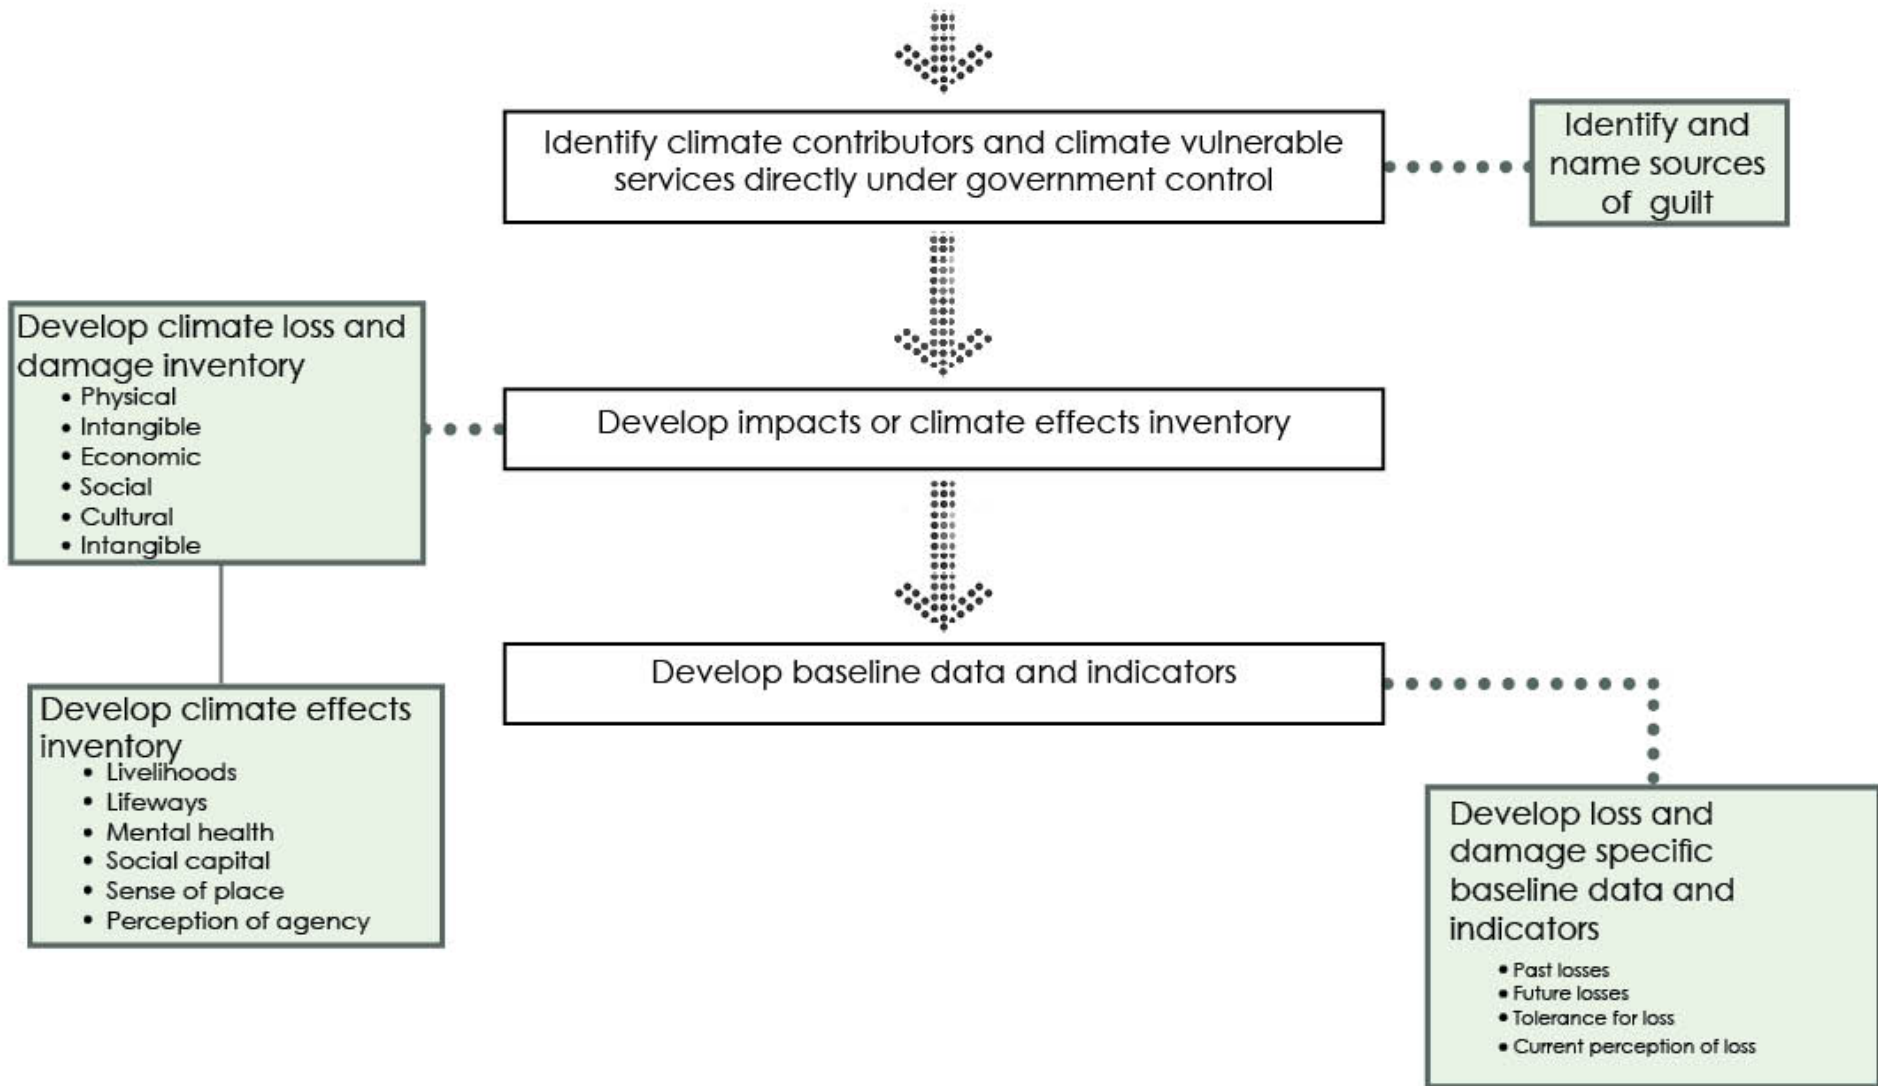 Identify climate contributors and climate vulnerable
services directly under government control
Identify and
name sources
of guilt
Develop climate loss and
damage inventory
• Physical
• Intangible
• Economic
• Social
• Cultural
• Intangible
Develop impacts or climate effects inventory
Develop baseline data and indicators
Develop climate effects
inventory
• Livelihoods
• Lifeways
• Mental health
• Social capital
• Sense of place
• Perception of agency
Develop loss and
damage specific
baseline data and
indicators
• Past losses
• Future losses
• Tolerance for loss
• Current perception of loss